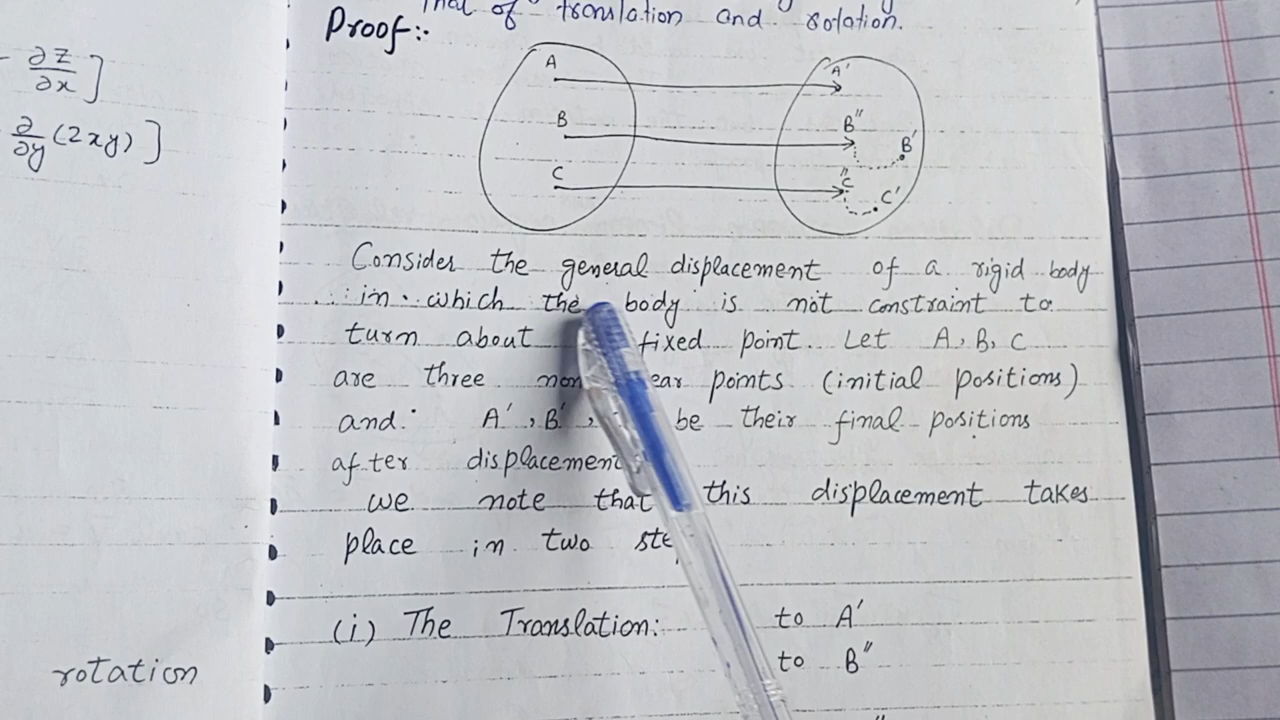 ∂z/∂x ]
∂/∂y (2xy) ]
rotation
that of translation and rotation.
Proof:-
A A'
B B'' B'
C C'' C'
Consider the general displacement of a rigid body
in which the body is not constraint to
turn about fixed point. Let A, B, C
are three points (initial positions)
and A', B', be their final positions
after displacement
we note that this displacement takes
place in two
(i) The Translation: to A'
to B''